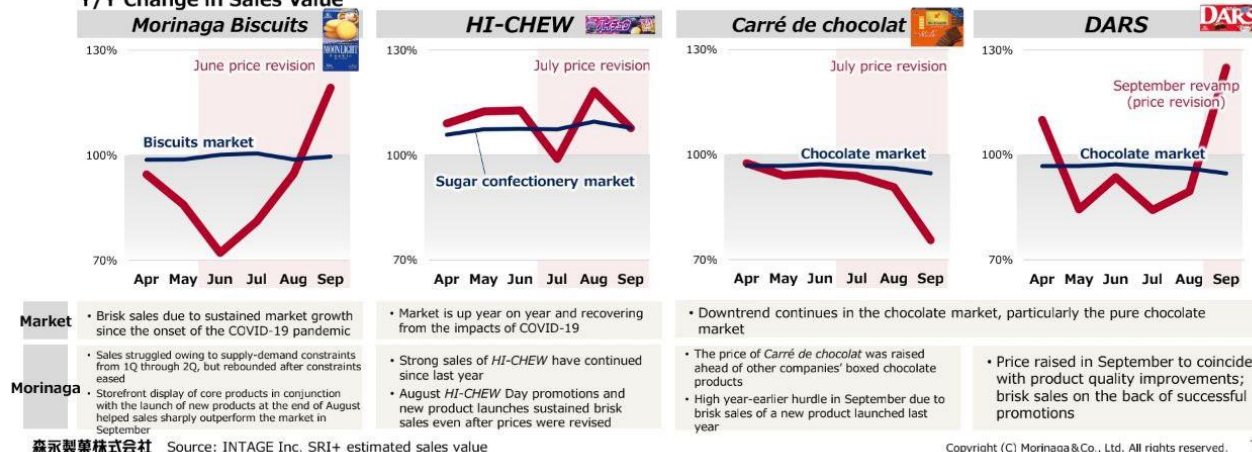 Y/Y Change in Sales Value
Morinaga Biscuits
MOONLIGHT
130%
June price revision
Biscuits market
100%
70%
Apr May Jun Jul Aug Sep
HI-CHEW
130%
July price revision
100%
Sugar confectionery market
70%
Apr May Jun Jul Aug Sep
Carré de chocolat
130%
July price revision
100%
Chocolate market
70%
Apr May Jun Jul Aug Sep
DARS
DARS
130%
September revamp
(price revision)
100%
Chocolate market
70%
Apr May Jun Jul Aug Sep
Market
• Brisk sales due to sustained market growth
since the onset of the COVID-19 pandemic
• Market is up year on year and recovering
from the impacts of COVID-19
• Downtrend continues in the chocolate market, particularly the pure chocolate
market
Morinaga
• Sales struggled owing to supply-demand constraints
from 1Q through 2Q, but rebounded after constraints
eased
• Storefront display of core products in conjunction
with the launch of new products at the end of August
helped sales sharply outperform the market in
September
• Strong sales of HI-CHEW have continued
since last year
• August HI-CHEW Day promotions and
new product launches sustained brisk
sales even after prices were revised
• The price of Carré de chocolat was raised
ahead of other companies' boxed chocolate
products
• High year-earlier hurdle in September due to
brisk sales of a new product launched last
year
• Price raised in September to coincide
with product quality improvements;
brisk sales on the back of successful
promotions
森永製菓株式会社 Source: INTAGE Inc. SRI+ estimated sales value
Copyright (C) Morinaga&Co., Ltd. All rights reserved.